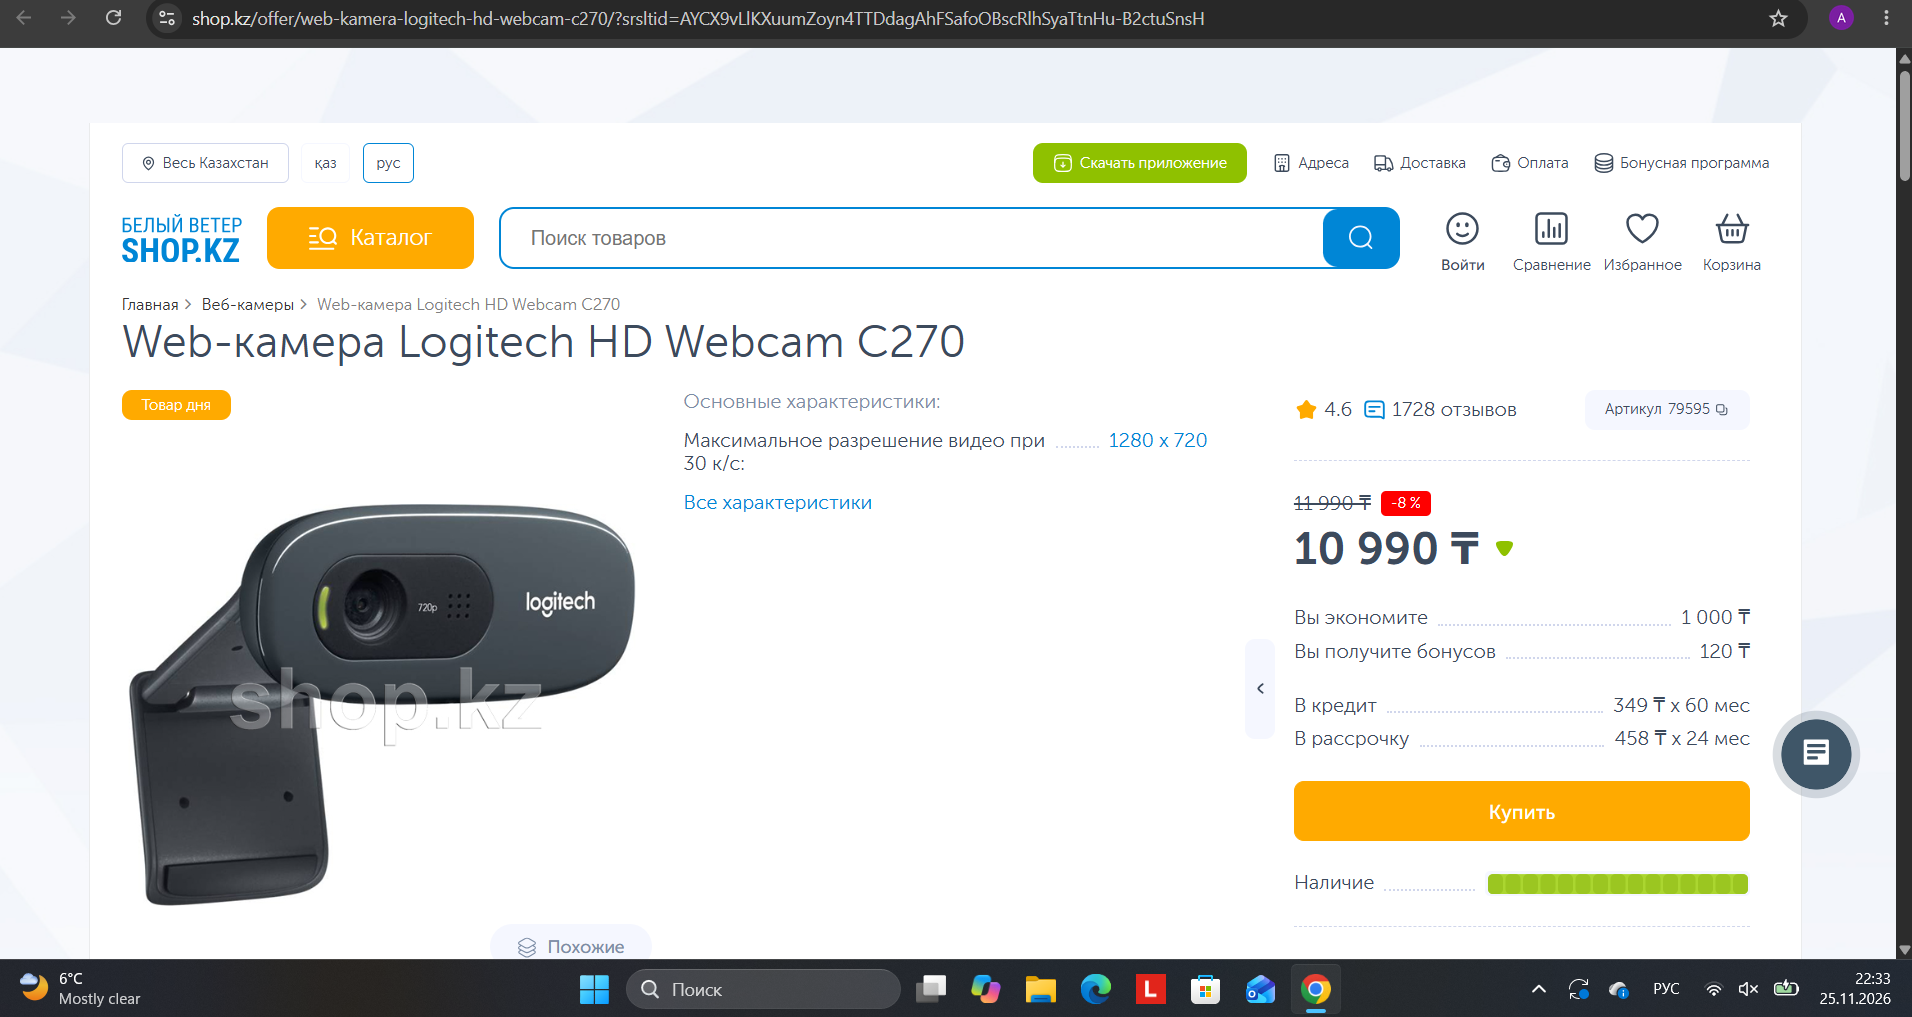 shop.kz/offer/web-kamera-logitech-hd-webcam-c270/?srsltid=AYCX9vLlKXuumZoyn4TTDdagAhFSafoOBscRlhSyaTtnHu-B2ctuSnsH
A
Весь Казахстан
қаз
рус
Скачать приложение
Адреса
Доставка
Оплата
Бонусная программа
БЕЛЫЙ ВЕТЕР
SHOP.KZ
Каталог
Поиск товаров
Войти
Сравнение
Избранное
Корзина
Главная > Веб-камеры > Web-камера Logitech HD Webcam C270
Web-камера Logitech HD Webcam C270
Товар дня
720p
logitech
shop.kz
Похожие
Основные характеристики:
Максимальное разрешение видео при 1280 x 720
30 к/с:
Все характеристики
4.6 1728 отзывов
Артикул 79595
11 990 ₸ -8 %
10 990 ₸
Вы экономите 1 000 ₸
Вы получите бонусов 120 ₸
В кредит 349 ₸ x 60 мес
В рассрочку 458 ₸ x 24 мес
Купить
Наличие
6°C
Mostly clear
Поиск
L
РУС
22:33
25.11.2026